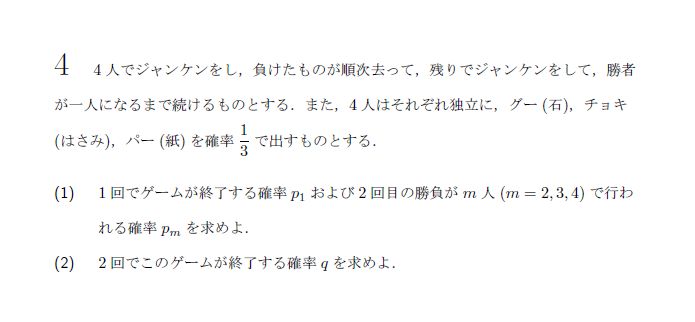 4 4人でジャンケンをし，負けたものが順次去って，残りでジャンケンをして，勝者
が一人になるまで続けるものとする．また，4人はそれぞれ独立に，グー (石)，チョキ
(はさみ)，パー (紙) を確率 1/3 で出すものとする．
(1) 1回でゲームが終了する確率 p₁ および 2回目の勝負が m 人 (m = 2, 3, 4) で行わ
れる確率 pₘ を求めよ．
(2) 2回でこのゲームが終了する確率 q を求めよ．